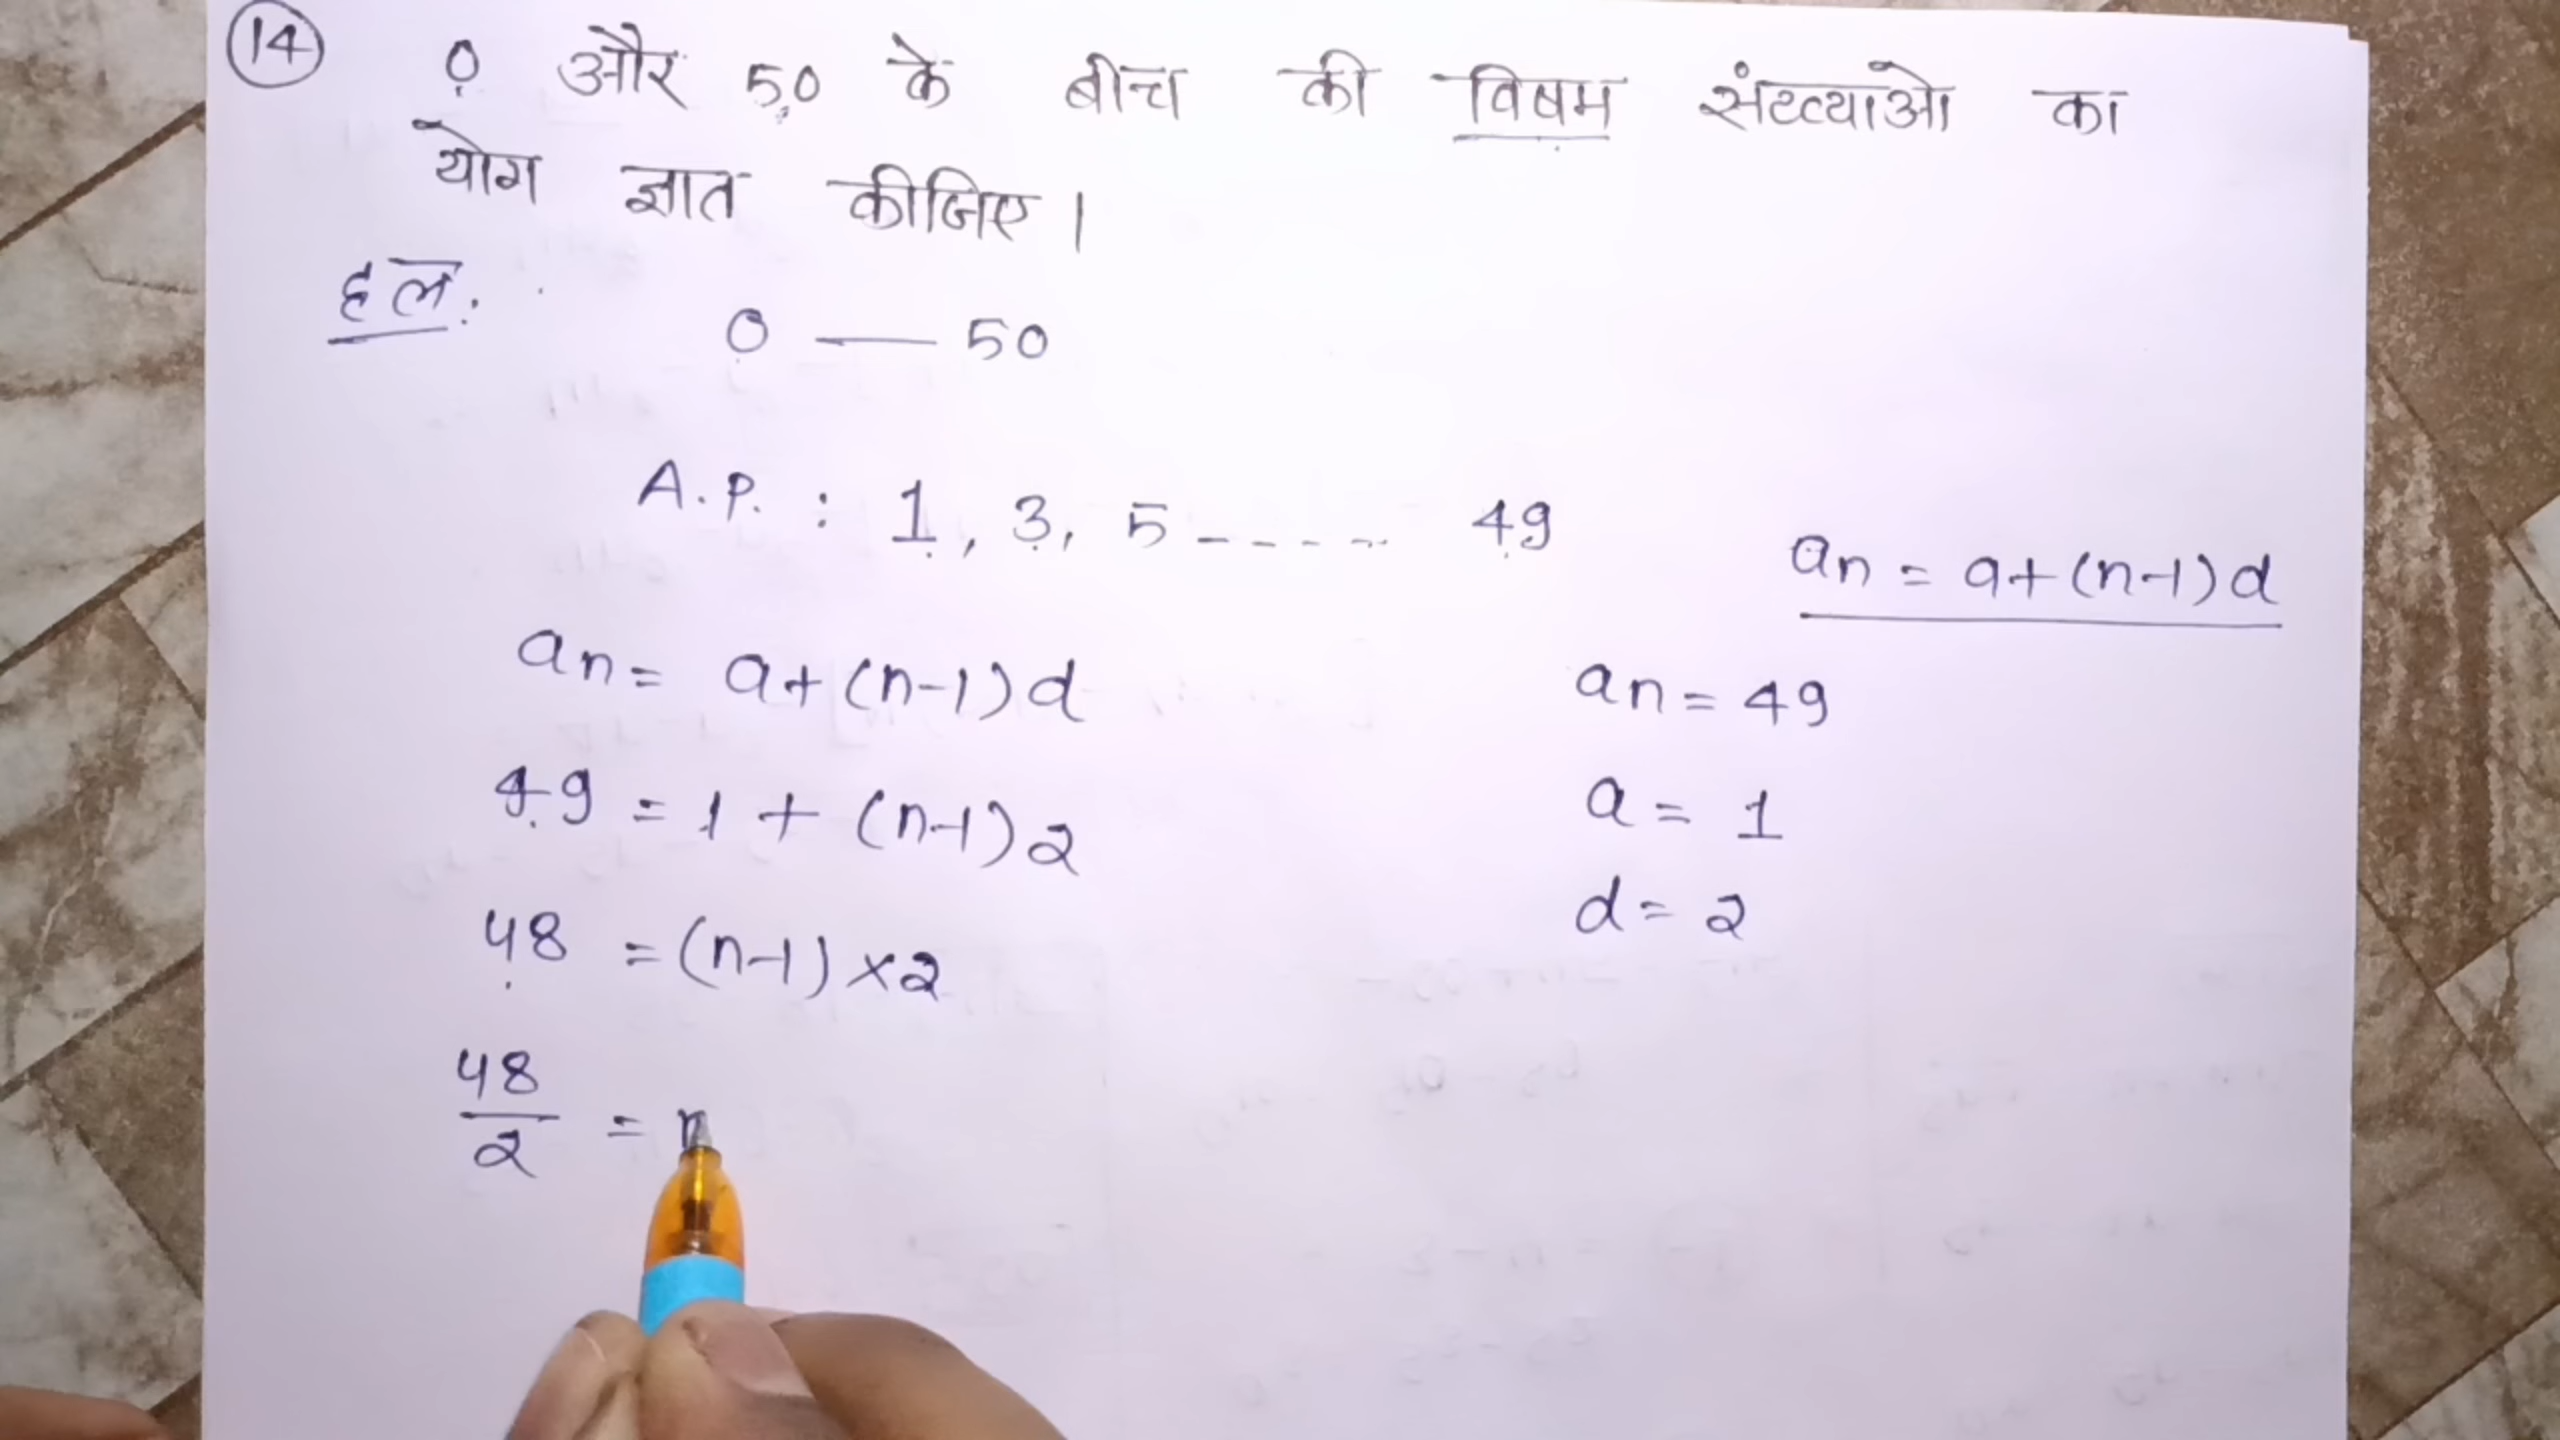 14 0 और 50 के बीच की विषम संख्याओ का
योग ज्ञात कीजिए।
हल.
0 — 50
A.P. : 1, 3, 5 ----- 49
an = a+(n-1)d
an = a+(n-1)d
an = 49
49 = 1 + (n-1)2
a = 1
48 = (n-1)×2
d = 2
48/2 = n